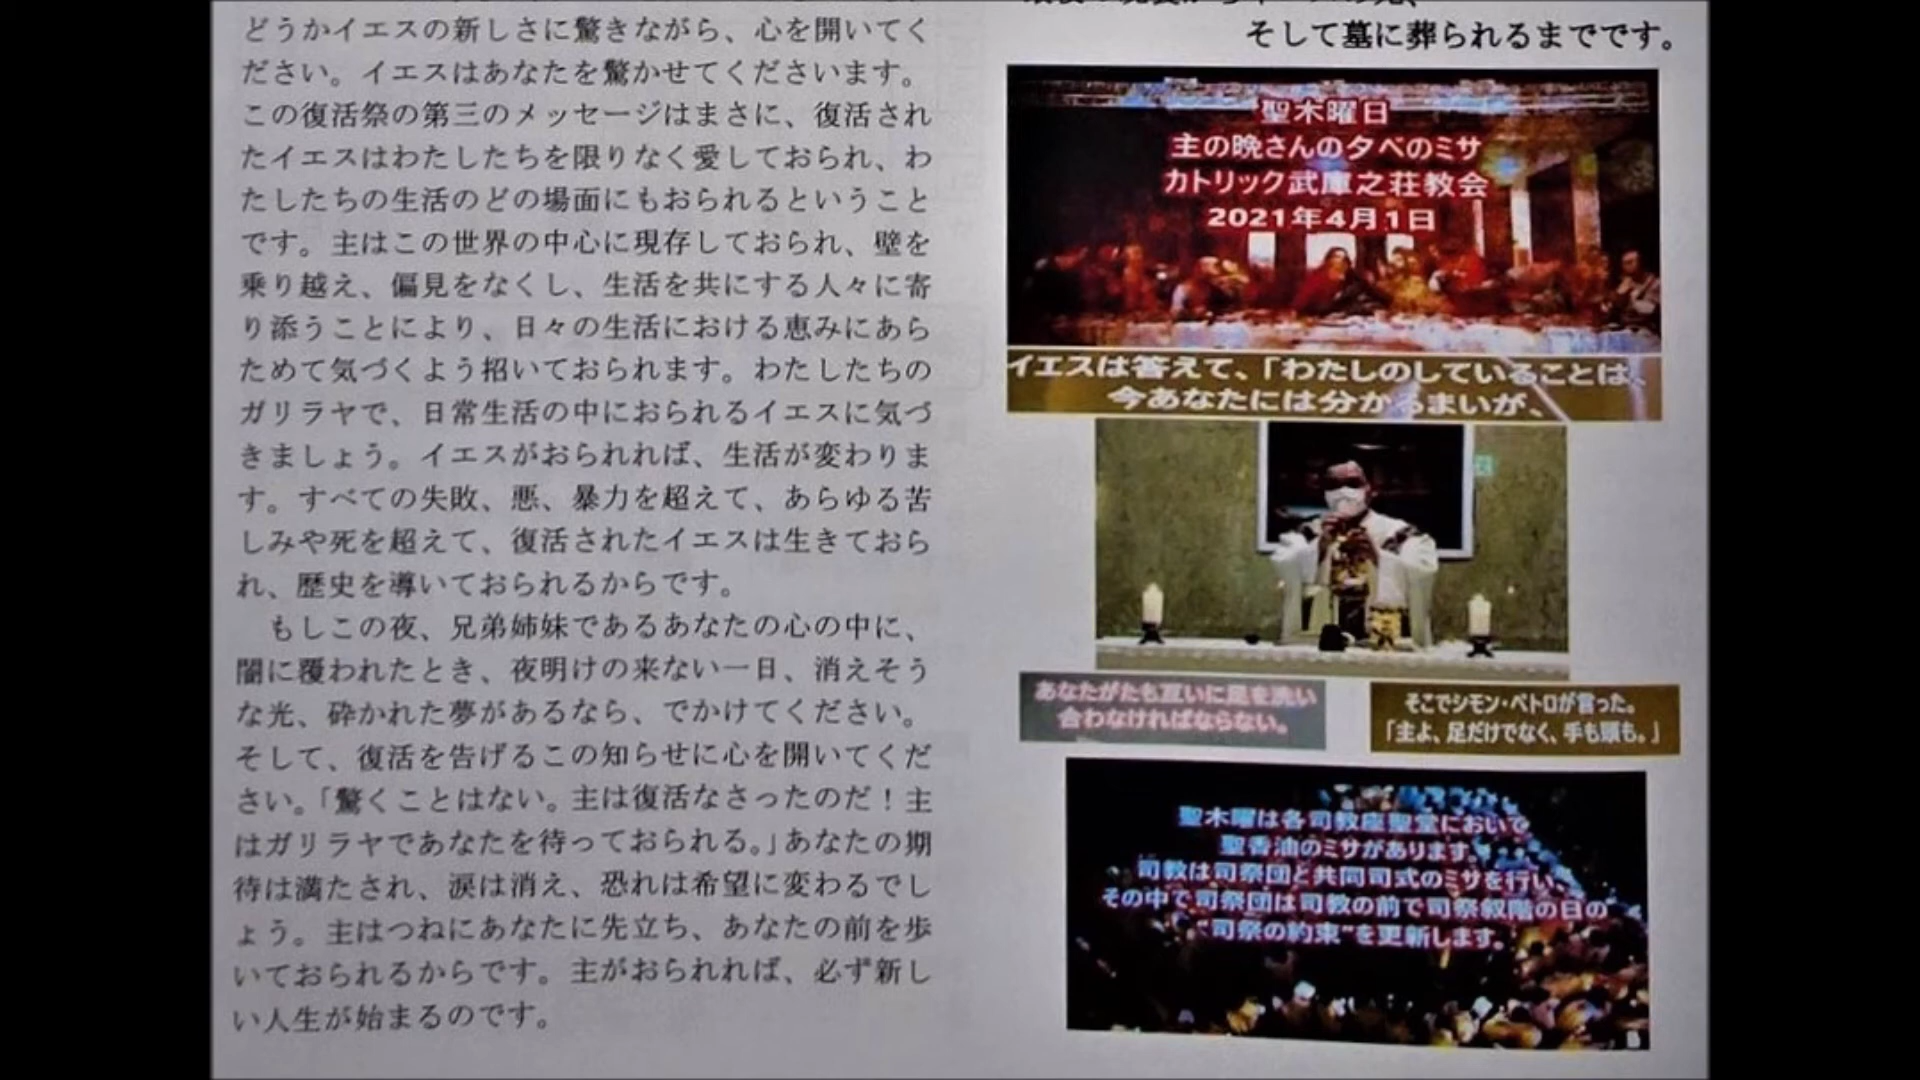 どうかイエスの新しさに驚きながら、心を開いてく
ださい。イエスはあなたを驚かせてくださいます。
この復活祭の第三のメッセージはまさに、復活され
たイエスはわたしたちを限りなく愛しておられ、わ
たしたちの生活のどの場面にもおられるということ
です。主はこの世界の中心に現存しておられ、壁を
乗り越え、偏見をなくし、生活を共にする人々に寄
り添うことにより、日々の生活における恵みにあら
ためて気づくよう招いておられます。わたしたちの
ガリラヤで、日常生活の中におられるイエスに気づ
きましょう。イエスがおられれば、生活が変わりま
す。すべての失敗、悪、暴力を超えて、あらゆる苦
しみや死を超えて、復活されたイエスは生きておら
れ、歴史を導いておられるからです。
もしこの夜、兄弟姉妹であるあなたの心の中に、
闇に覆われたとき、夜明けの来ない一日、消えそう
な光、砕かれた夢があるなら、でかけてください。
そして、復活を告げるこの知らせに心を開いてくだ
さい。「驚くことはない。主は復活なさったのだ！主
はガリラヤであなたを待っておられる。」あなたの期
待は満たされ、涙は消え、恐れは希望に変わるでし
ょう。主はつねにあなたに先立ち、あなたの前を歩
いておられるからです。主がおられれば、必ず新し
い人生が始まるのです。
そして墓に葬られるまでです。
聖木曜日
主の晩さんの夕べのミサ
カトリック武庫之荘教会
2021年4月1日
イエスは答えて、「わたしのしていることは、
今あなたには分かるまいが、
あなたがたも互いに足を洗い
合わなければならない。
そこでシモン・ペトロが言った。
「主よ、足だけでなく、手も頭も。」
聖木曜は各司教座聖堂において
聖香油のミサがあります。
司教は司祭団と共同司式のミサを行い、
その中で司祭団は司教の前で司祭叙階の日の
"司祭の約束"を更新します。